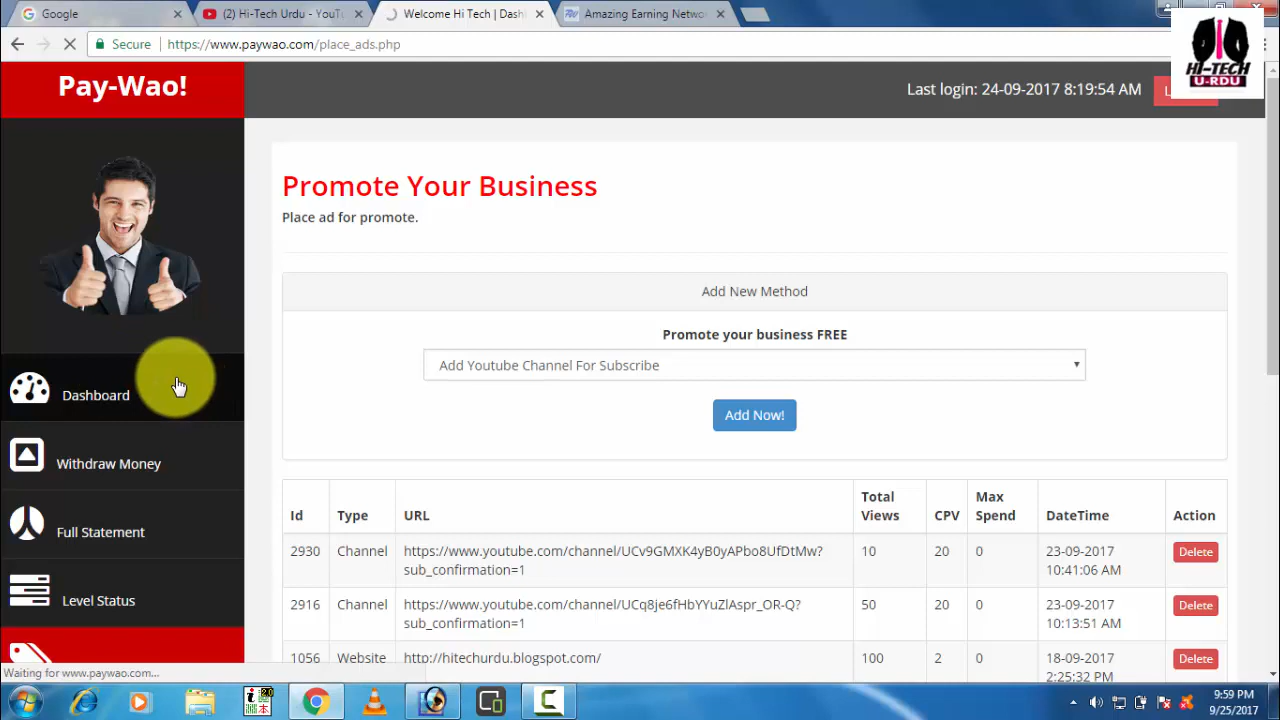 Google
(2) Hi-Tech Urdu - YouT
Welcome Hi Tech | Dash
Amazing Earning Netwo
Secure
https://www.paywao.com/place_ads.php
HI-TECH
U-RDU
Pay-Wao!
Last login: 24-09-2017 8:19:54 AM
Promote Your Business
Place ad for promote.
Add New Method
Promote your business FREE
Add Youtube Channel For Subscribe
Add Now!
Dashboard
Withdraw Money
Full Statement
Level Status
Id Type URL Total Views CPV Max Spend DateTime Action
2930 Channel https://www.youtube.com/channel/UCv9GMXK4yB0yAPbo8UfDtMw? 10 20 0 23-09-2017 Delete
sub_confirmation=1 10:41:06 AM
2916 Channel https://www.youtube.com/channel/UCq8je6fHbYYuZlAspr_OR-Q? 50 20 0 23-09-2017 Delete
sub_confirmation=1 10:13:51 AM
1056 Website http://hitechurdu.blogspot.com/ 100 2 0 18-09-2017 Delete
2:25:32 PM
Waiting for www.paywao.com...
9:59 PM
9/25/2017